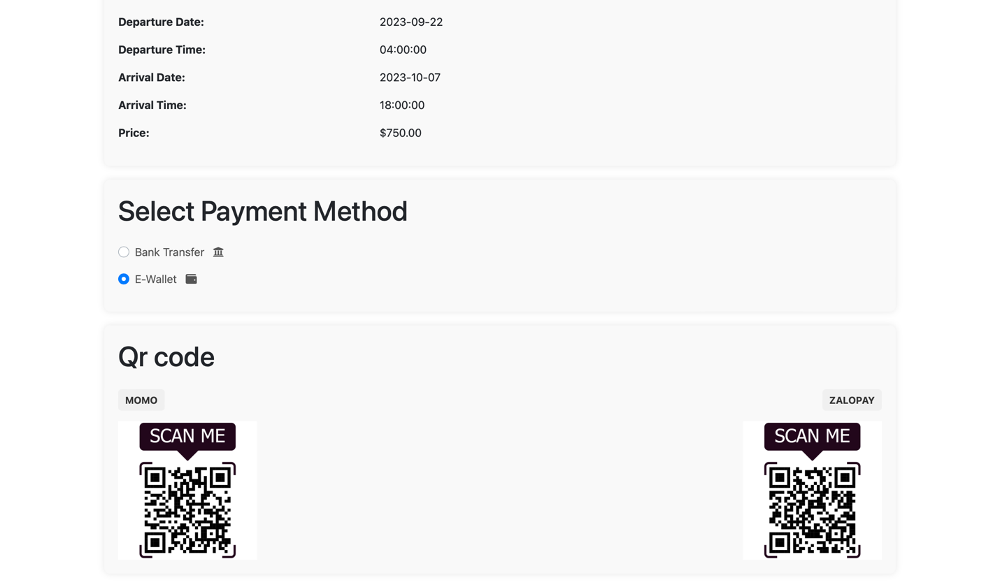 Departure Date: 2023-09-22
Departure Time: 04:00:00
Arrival Date: 2023-10-07
Arrival Time: 18:00:00
Price: $750.00
Select Payment Method
Bank Transfer
E-Wallet
Qr code
MOMO ZALOPAY
SCAN ME SCAN ME